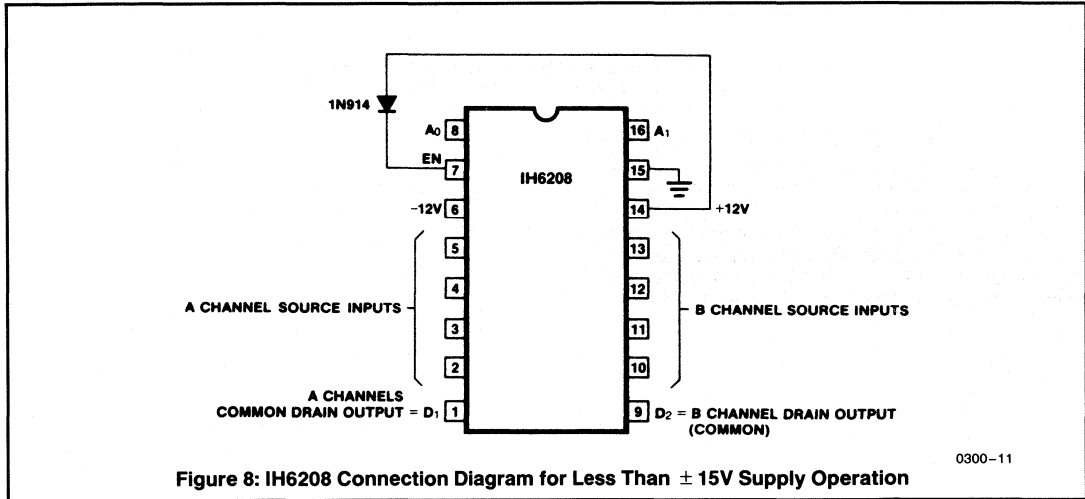 1N914
A₀ 8
16 A₁
EN
7
15
IH6208
-12V 6
14 +12V
5
13
4
12
A CHANNEL SOURCE INPUTS
B CHANNEL SOURCE INPUTS
3
11
2
10
A CHANNELS
COMMON DRAIN OUTPUT = D₁ 1
9 D₂ = B CHANNEL DRAIN OUTPUT
(COMMON)
0300-11
Figure 8: IH6208 Connection Diagram for Less Than ± 15V Supply Operation